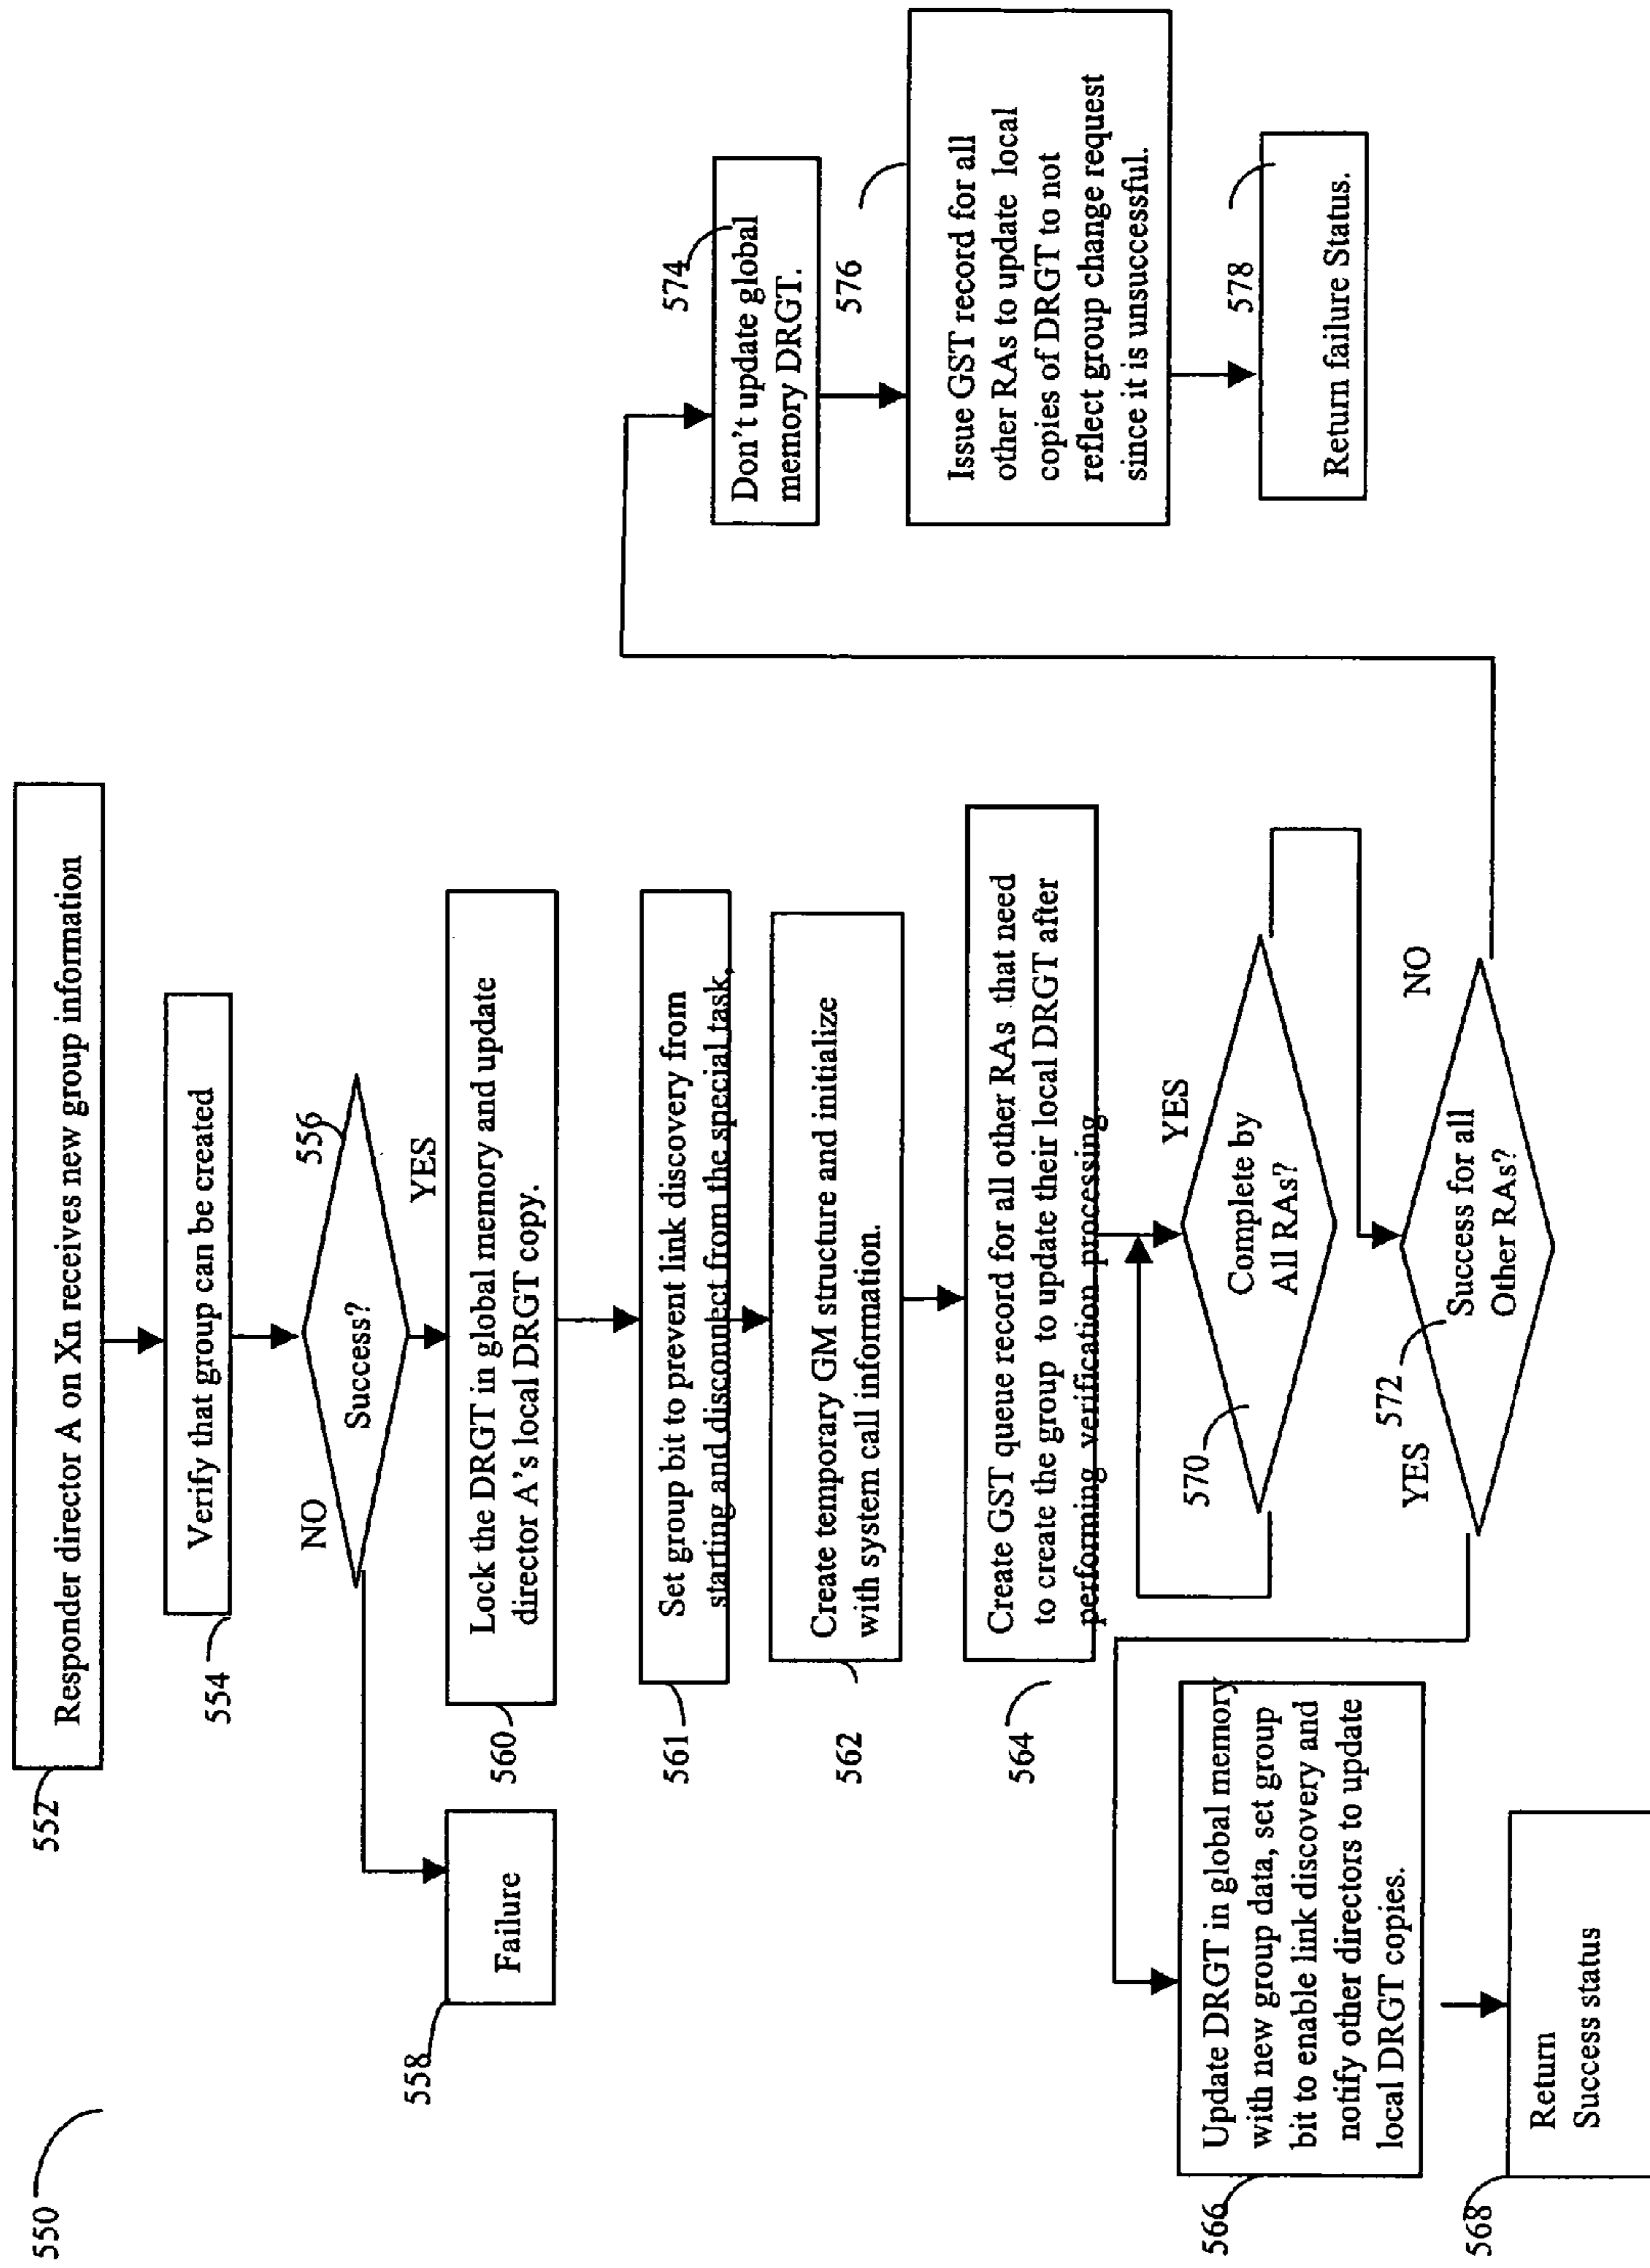 550
552
Responder director A on Xn receives new group information
554
Verify that group can be created
556
Success?
NO
YES
558
Failure
560
Lock the DRGT in global memory and update
director A's local DRGT copy.
561
Set group bit to prevent link discovery from
starting and disconnect from the special task.
562
Create temporary GM structure and initialize
with system call information.
564
Create GST queue record for all other RAs that need
to create the group to update their local DRGT after
performing verification processing.
570
Complete by
All RAs?
YES
572
Success for all
Other RAs?
YES
NO
566
Update DRGT in global memory
with new group data, set group
bit to enable link discovery and
notify other directors to update
local DRGT copies.
568
Return
Success status
574
Don't update global
memory DRGT.
576
Issue GST record for all
other RAs to update local
copies of DRGT to not
reflect group change request
since it is unsuccessful.
578
Return failure Status.